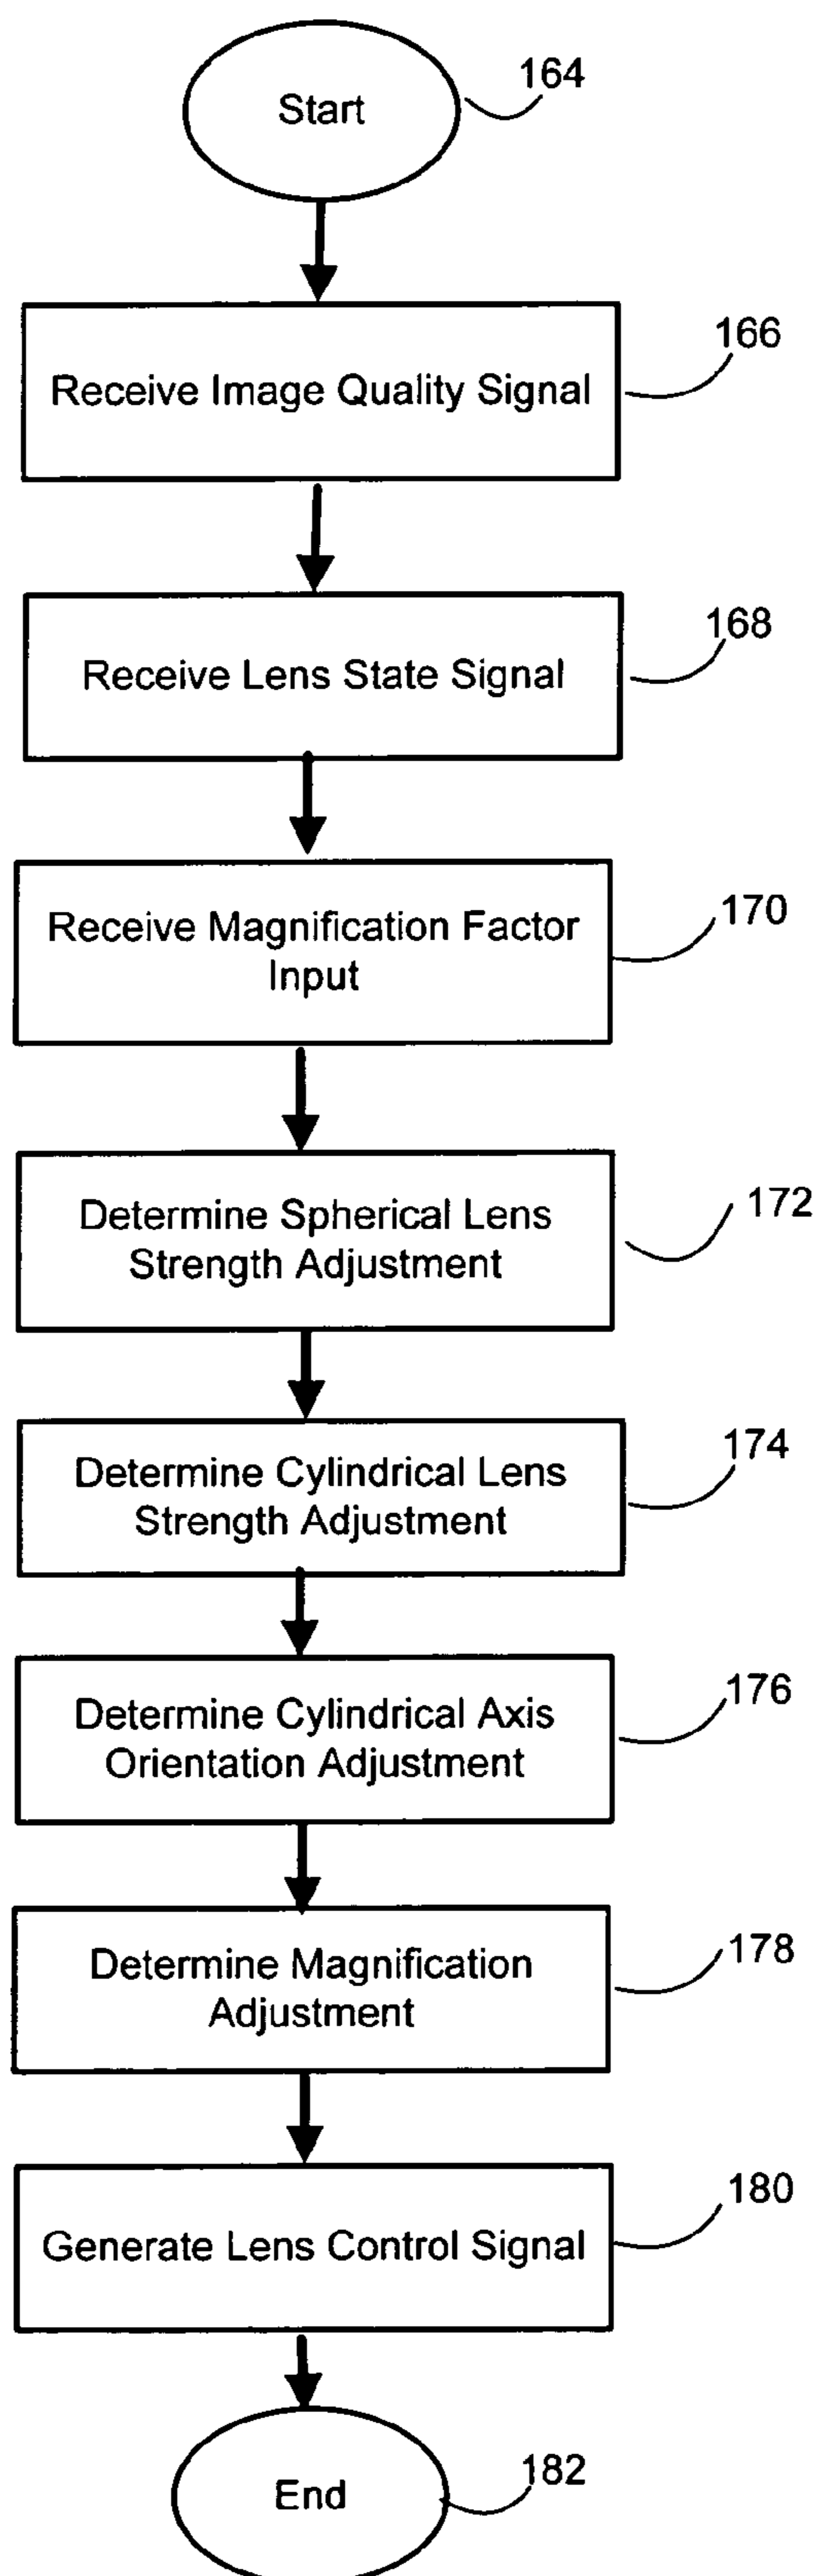 Start
164
Receive Image Quality Signal
166
Receive Lens State Signal
168
Receive Magnification Factor
Input
170
Determine Spherical Lens
Strength Adjustment
172
Determine Cylindrical Lens
Strength Adjustment
174
Determine Cylindrical Axis
Orientation Adjustment
176
Determine Magnification
Adjustment
178
Generate Lens Control Signal
180
End
182